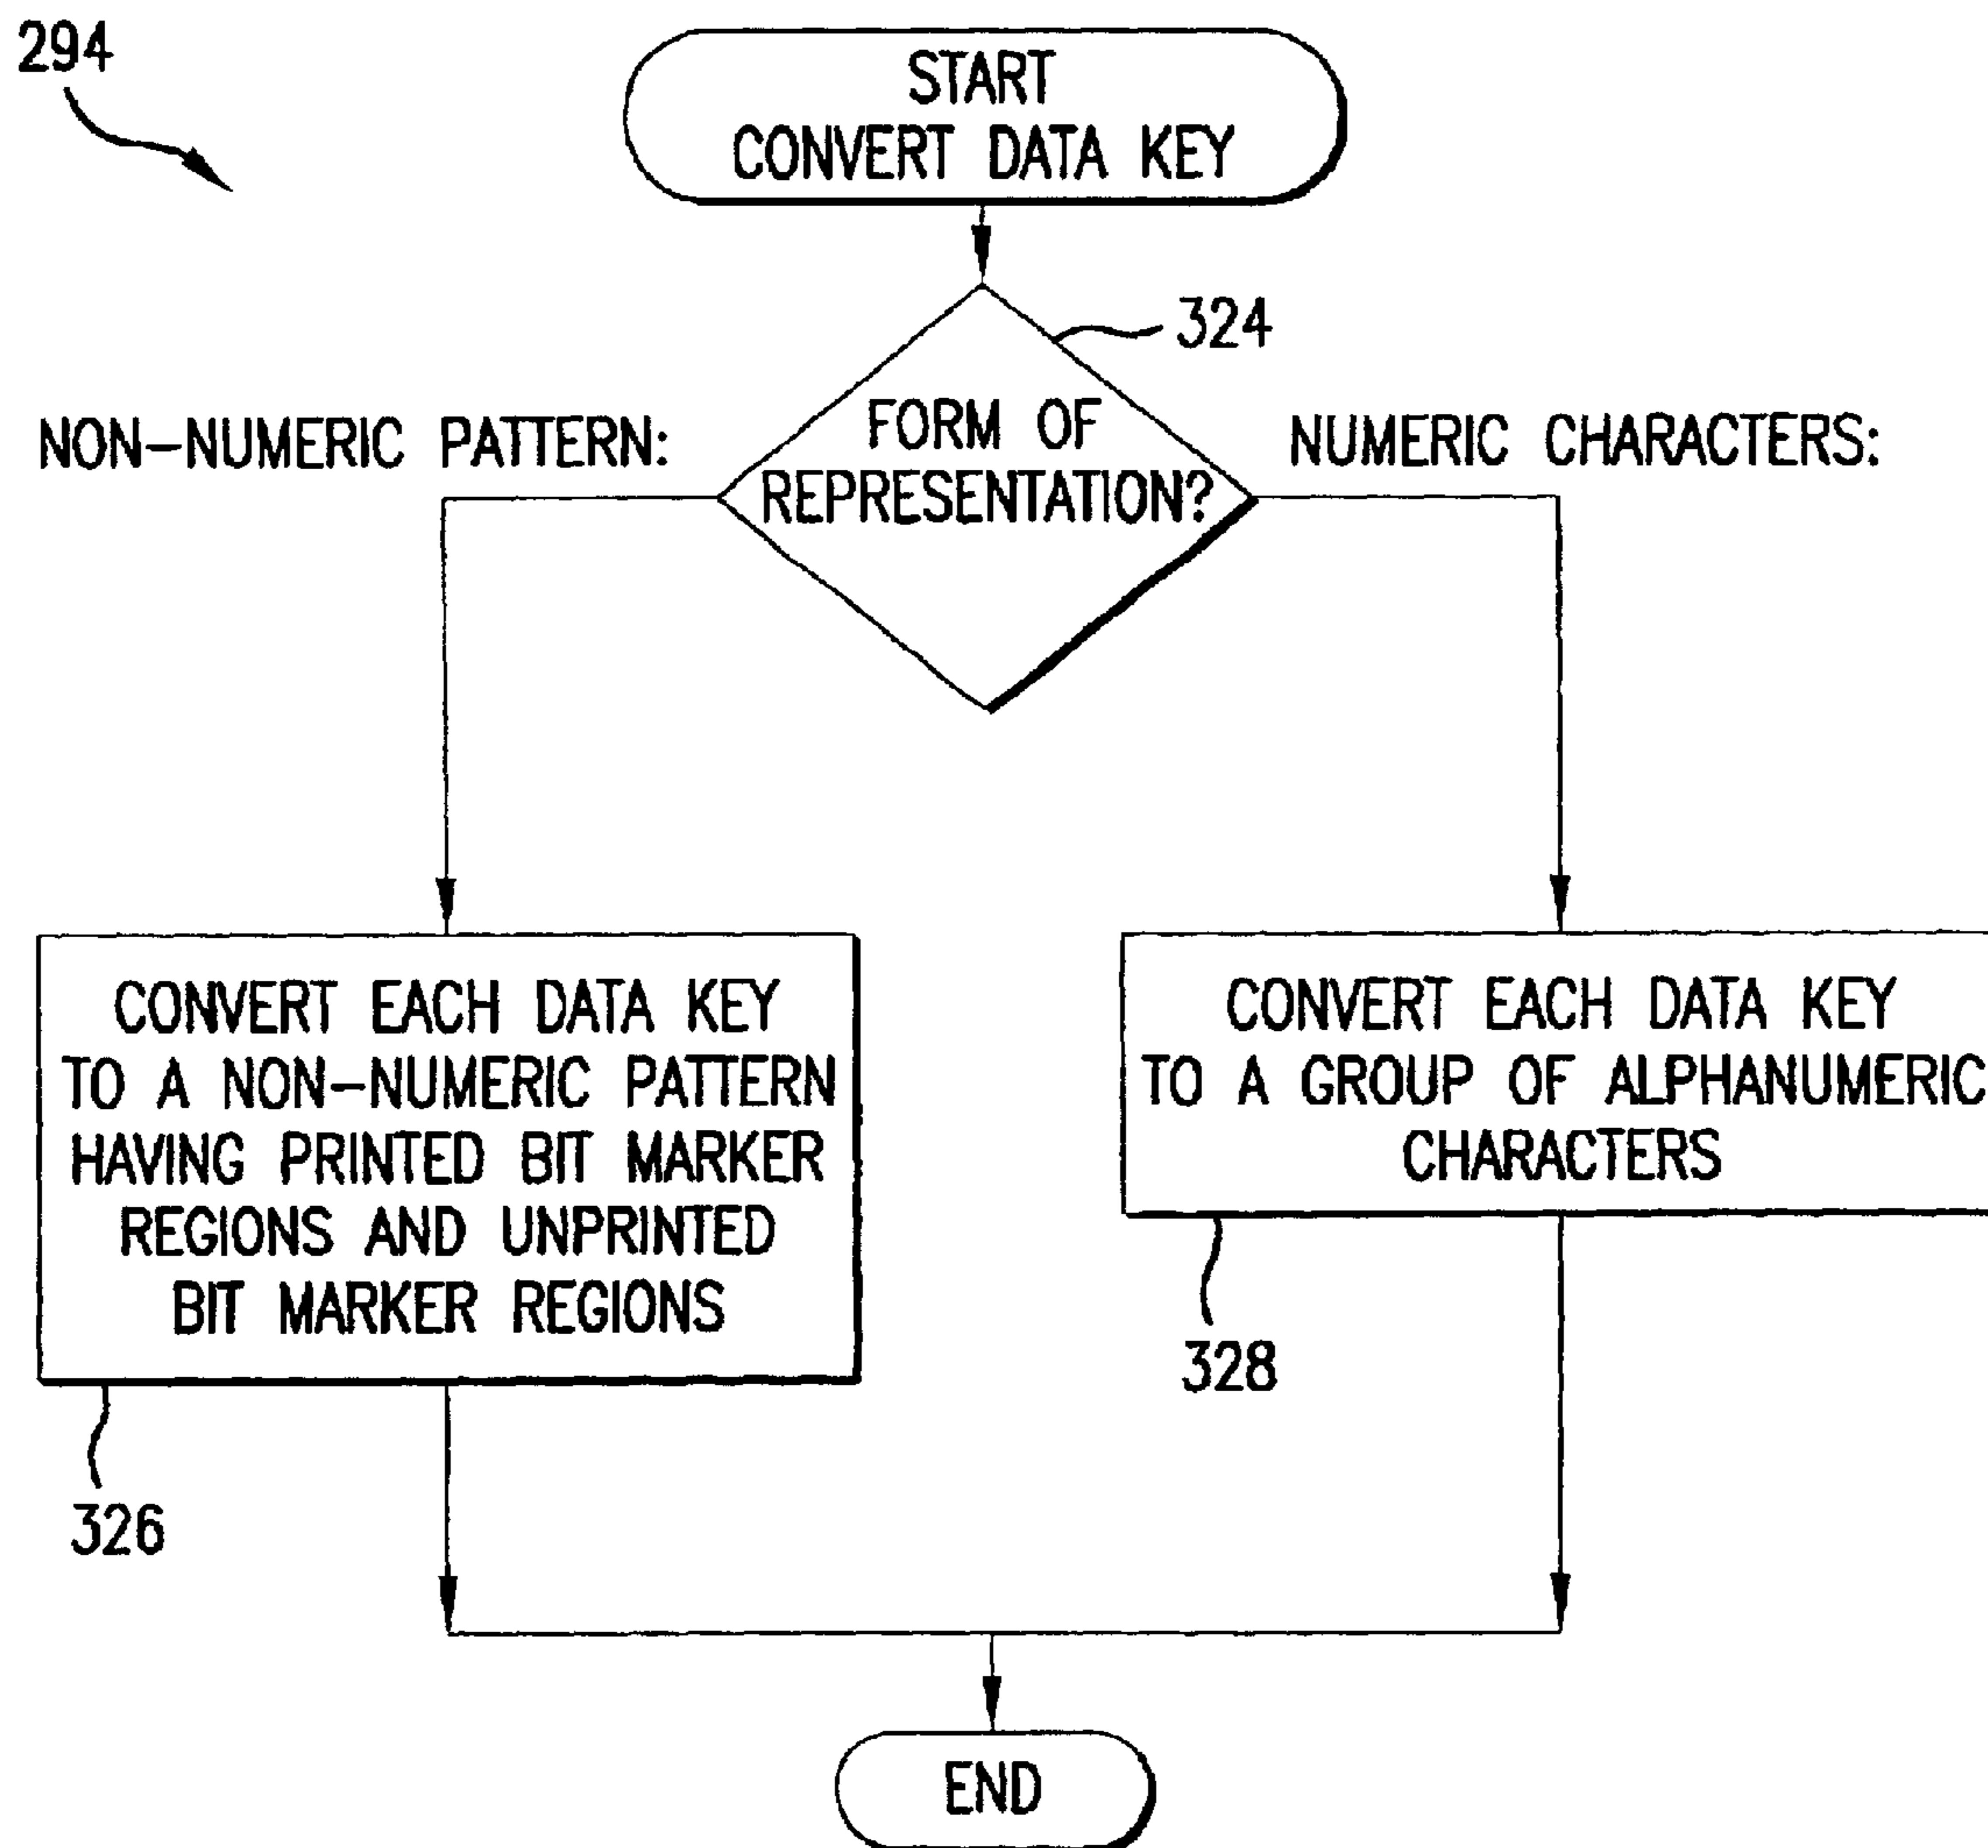 294
START
CONVERT DATA KEY
324
FORM OF
REPRESENTATION?
NON-NUMERIC PATTERN:
NUMERIC CHARACTERS:
CONVERT EACH DATA KEY
TO A NON-NUMERIC PATTERN
HAVING PRINTED BIT MARKER
REGIONS AND UNPRINTED
BIT MARKER REGIONS
326
CONVERT EACH DATA KEY
TO A GROUP OF ALPHANUMERIC
CHARACTERS
328
END